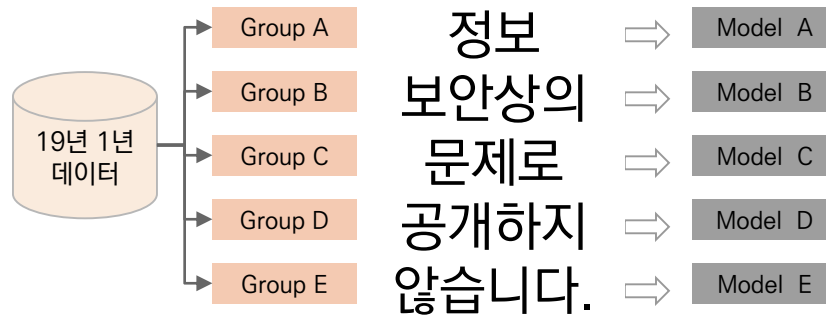 19년 1년
데이터
Group A
Group B
Group C
Group D
Group E
정보
보안상의
문제로
공개하지
않습니다.
Model A
Model B
Model C
Model D
Model E